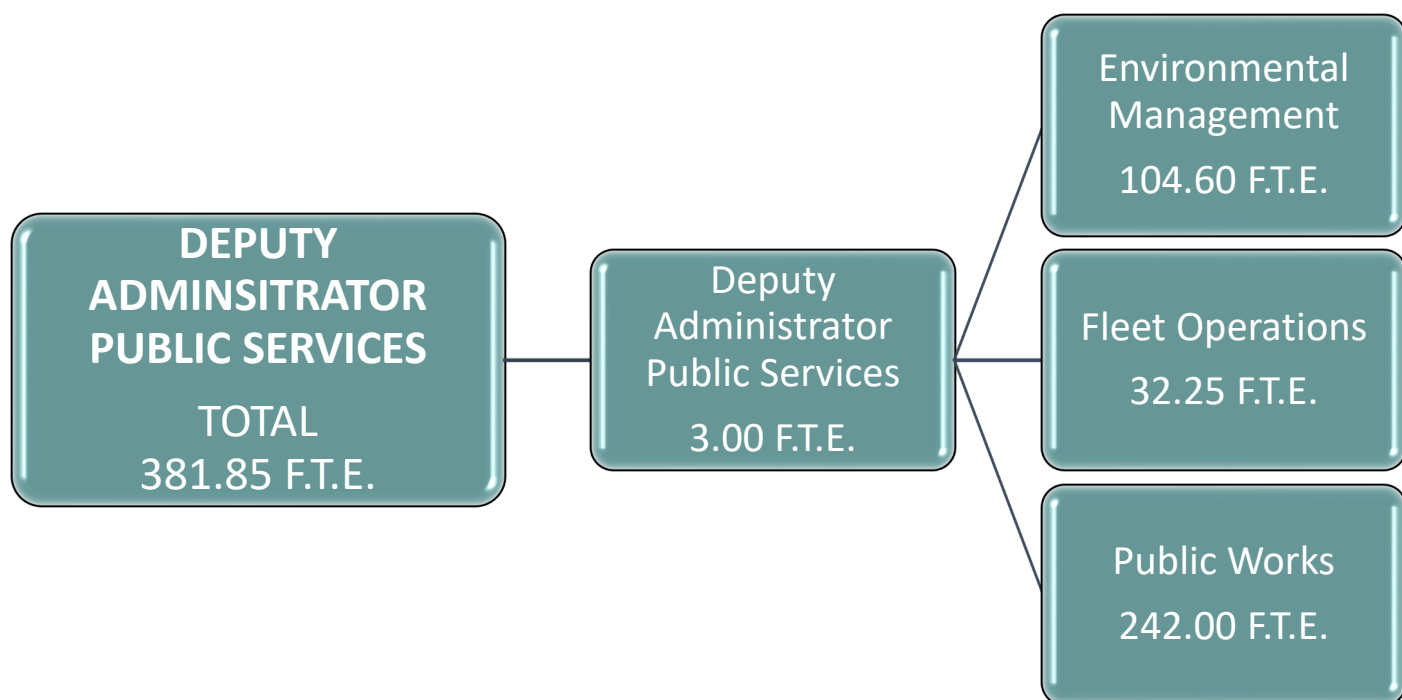 DEPUTY
ADMINSITRATOR
PUBLIC SERVICES
TOTAL
381.85 F.T.E.
Deputy
Administrator
Public Services
3.00 F.T.E.
Environmental
Management
104.60 F.T.E.
Fleet Operations
32.25 F.T.E.
Public Works
242.00 F.T.E.